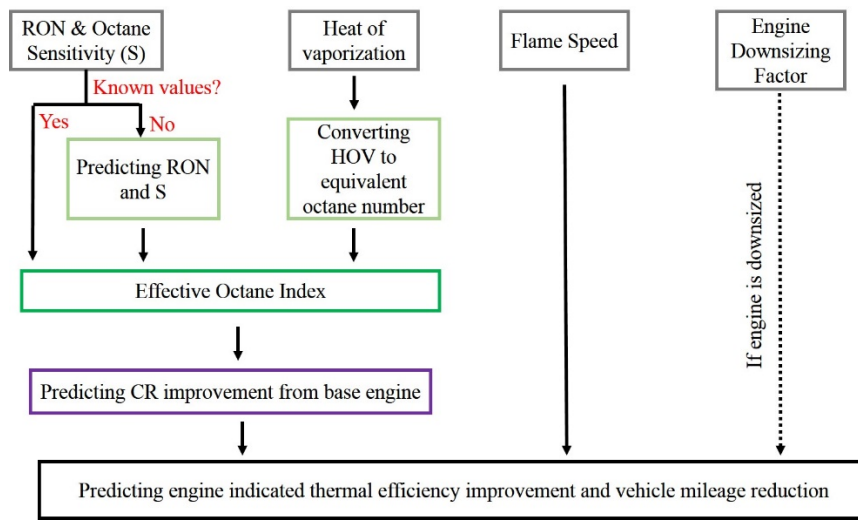 RON & Octane
Sensitivity (S)
Heat of
vaporization
Flame Speed
Engine
Downsizing
Factor
Known values?
Yes
No
Predicting RON
and S
Converting
HOV to
equivalent
octane number
If engine is downsized
Effective Octane Index
Predicting CR improvement from base engine
Predicting engine indicated thermal efficiency improvement and vehicle mileage reduction